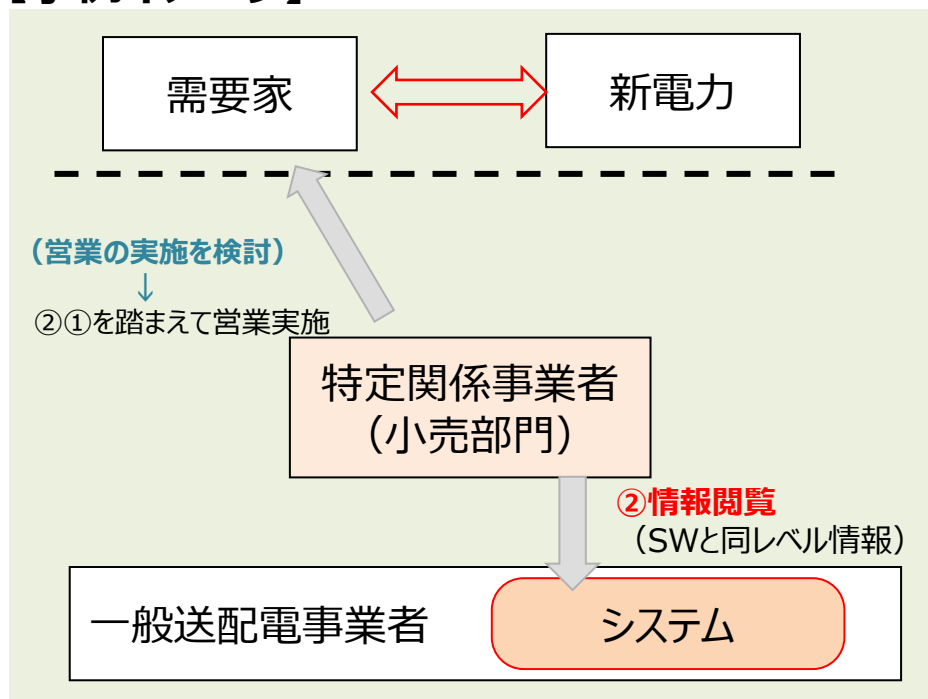 需要家
新電力
（営業の実施を検討）
↓
②①を踏まえて営業実施
特定関係事業者
（小売部門）
②情報閲覧
（SWと同レベル情報）
一般送配電事業者
システム